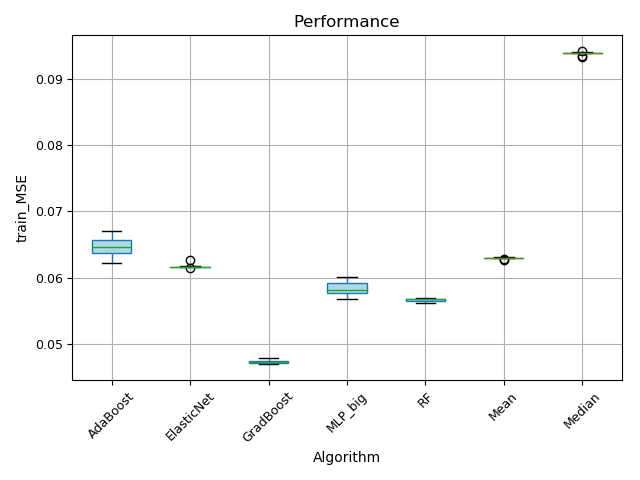 Performance
train_MSE
0.09
0.08
0.07
0.06
0.05
AdaBoost
ElasticNet
GradBoost
MLP_big
RF
Mean
Median
Algorithm